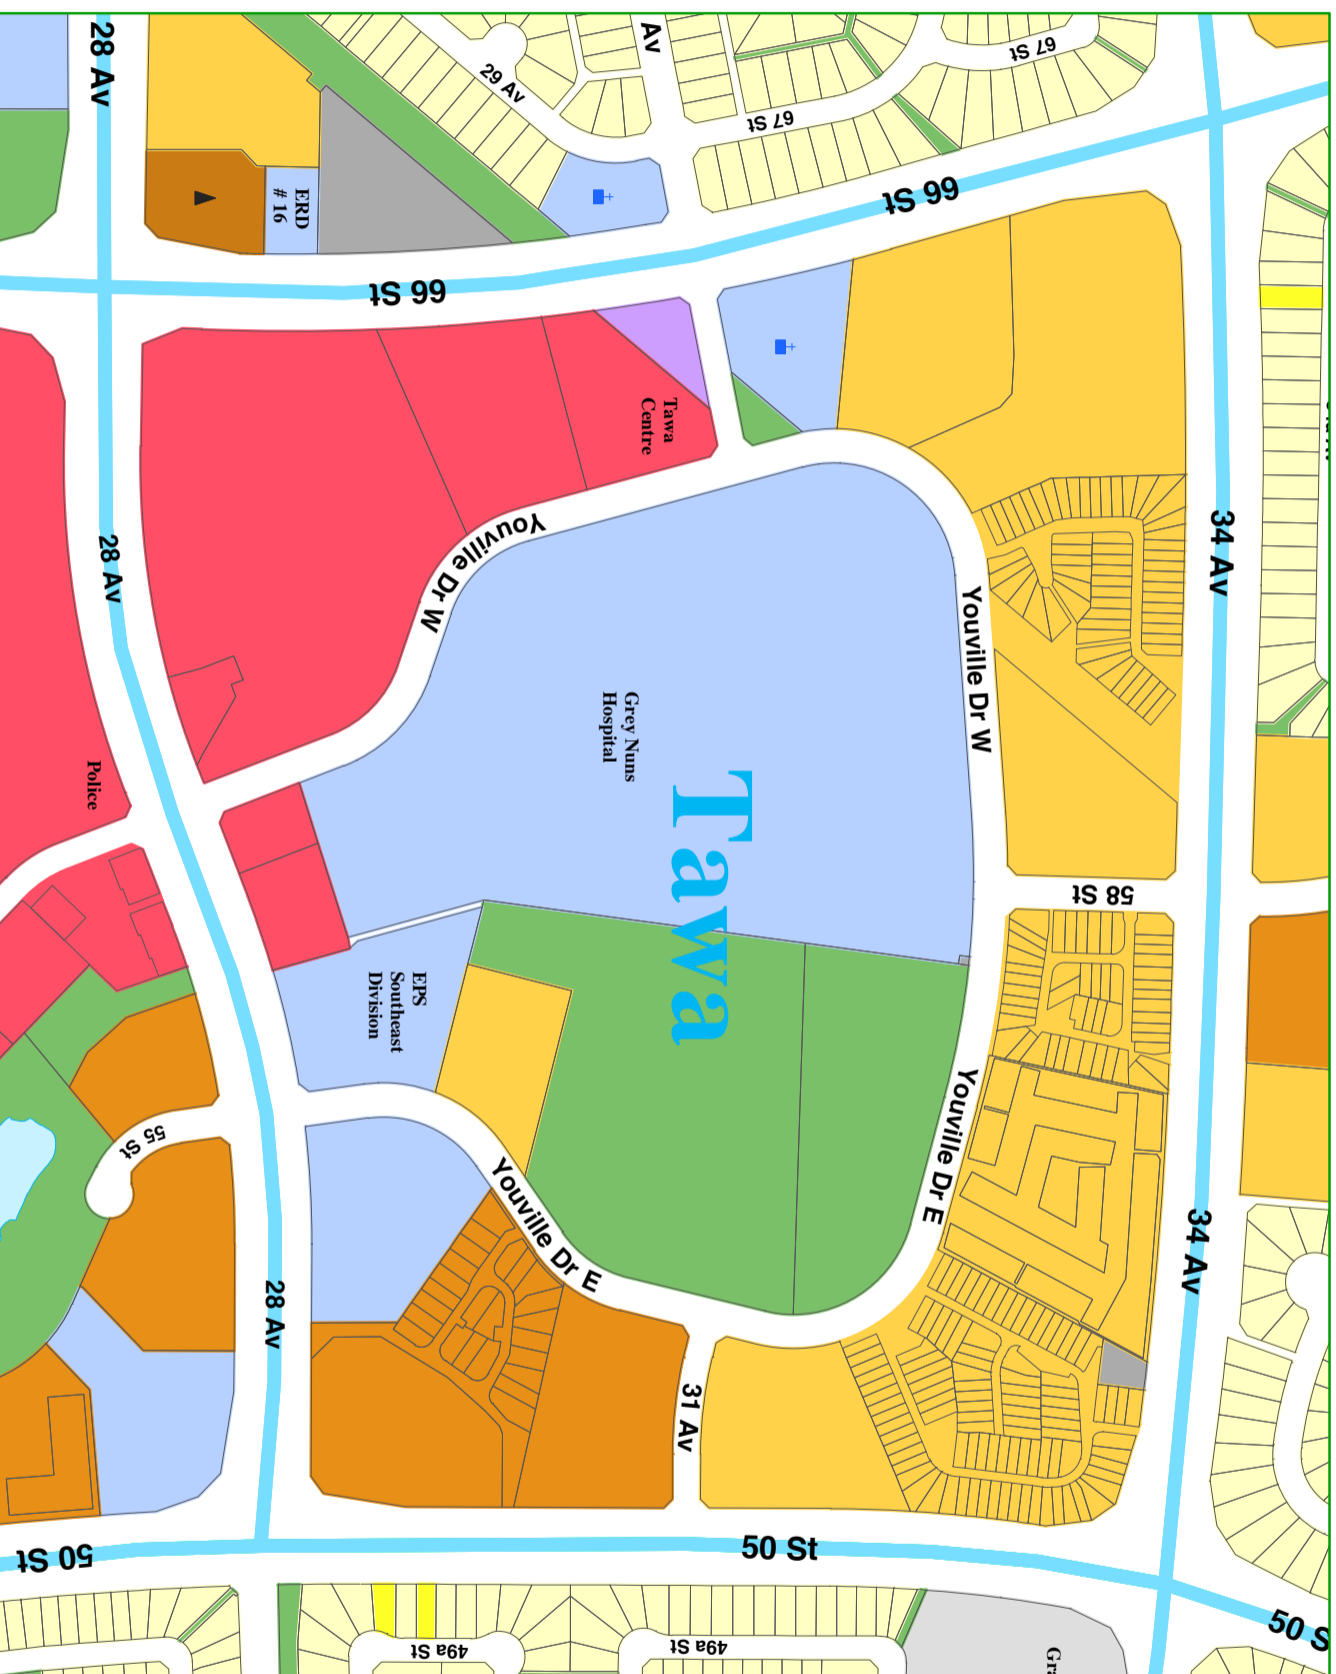 28 Av
Av
29 Av
67 St
67 St
66 St
ERD
# 16
66 St
Tawa
Centre
Youville Dr W
28 Av
34 Av
Youville Dr W
Grey Nuns
Hospital
Police
Tawa
58 St
EPS
Southeast
Division
55 St
Youville Dr E
Youville Dr E
34 Av
28 Av
31 Av
50 St
50 St
50 S
49a St
49a St
Gra